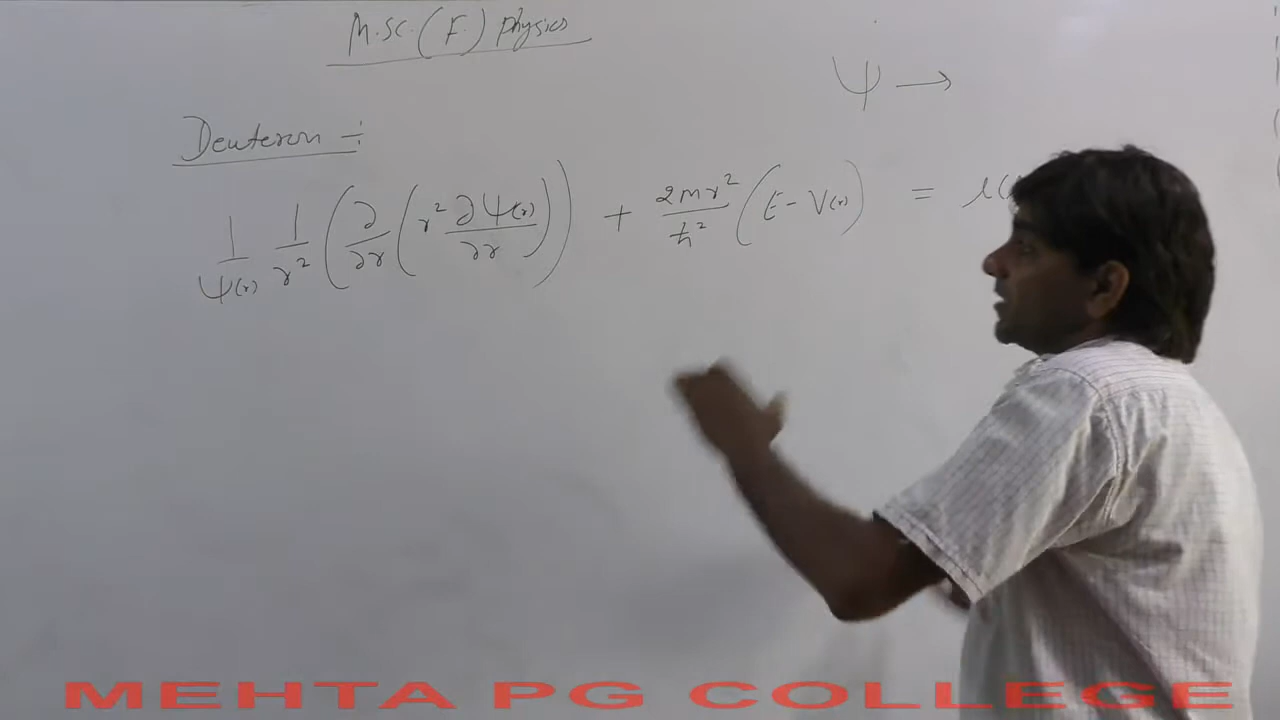 M.Sc. (F) Physics
ψ →
Deuteron ÷
1/ψ(r) 1/r² (∂/∂r (r² ∂ψ(r)/∂r)) + 2mr²/ħ² (E - V(r)) = l(
MEHTA PG COLLEGE